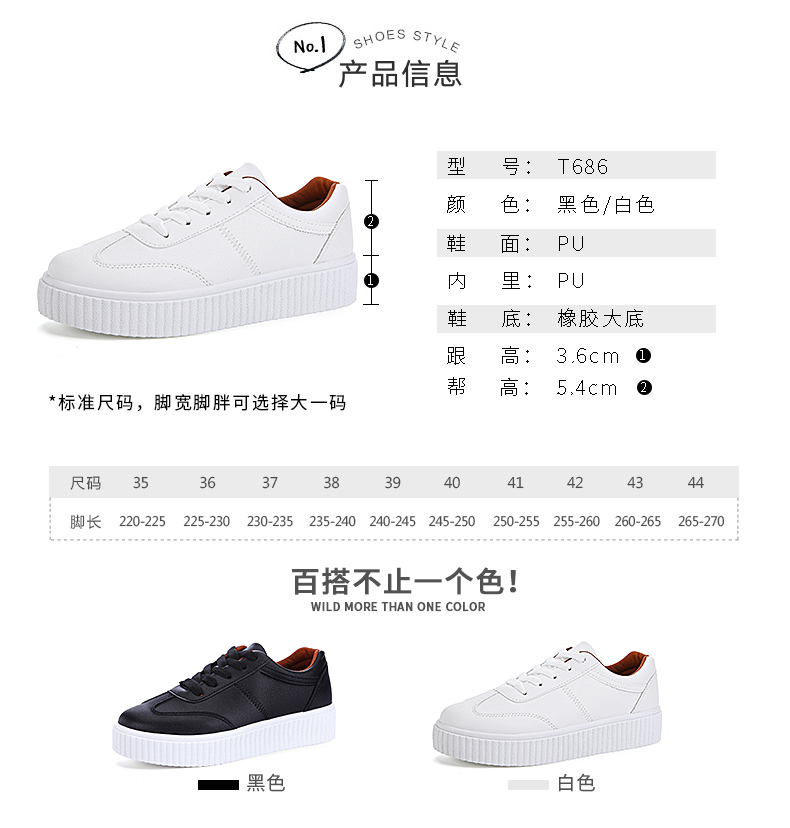 No.1
SHOES STYLE
产品信息
型 号: T686
颜 色: 黑色/白色
鞋 面: PU
内 里: PU
鞋 底: 橡胶大底
跟 高: 3.6cm 1
帮 高: 5.4cm 2
2
1
*标准尺码，脚宽脚胖可选择大一码
尺码 35 36 37 38 39 40 41 42 43 44
脚长 220-225 225-230 230-235 235-240 240-245 245-250 250-255 255-260 260-265 265-270
百搭不止一个色!
WILD MORE THAN ONE COLOR
黑色
白色